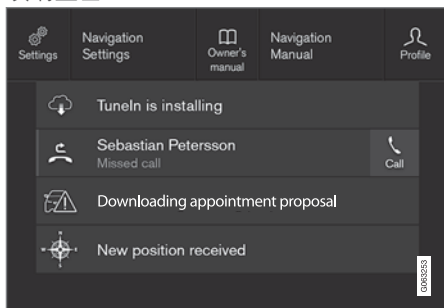 Settings
Navigation
Settings
Owner's
manual
Navigation
Manual
Profile
TuneIn is installing
Sebastian Petersson
Missed call
Call
Downloading appointment proposal
New position received
G063253